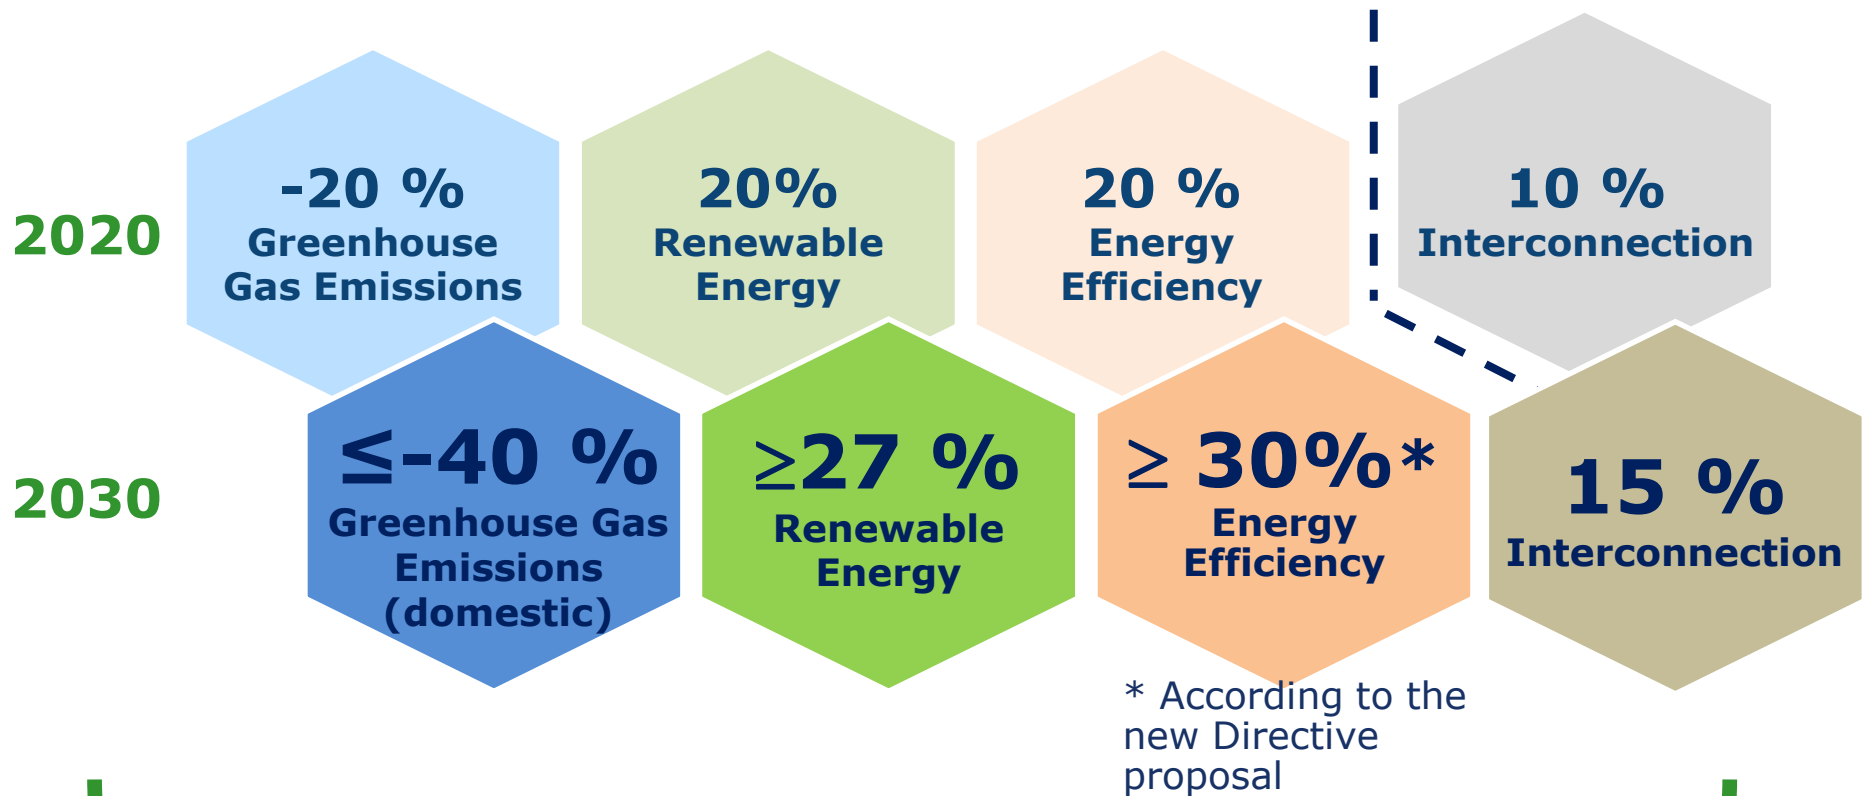 2020
-20 %
Greenhouse
Gas Emissions
20%
Renewable
Energy
20 %
Energy
Efficiency
10 %
Interconnection
2030
≤-40 %
Greenhouse Gas
Emissions
(domestic)
≥27 %
Renewable
Energy
≥ 30%*
Energy
Efficiency
15 %
Interconnection
* According to the
new Directive
proposal